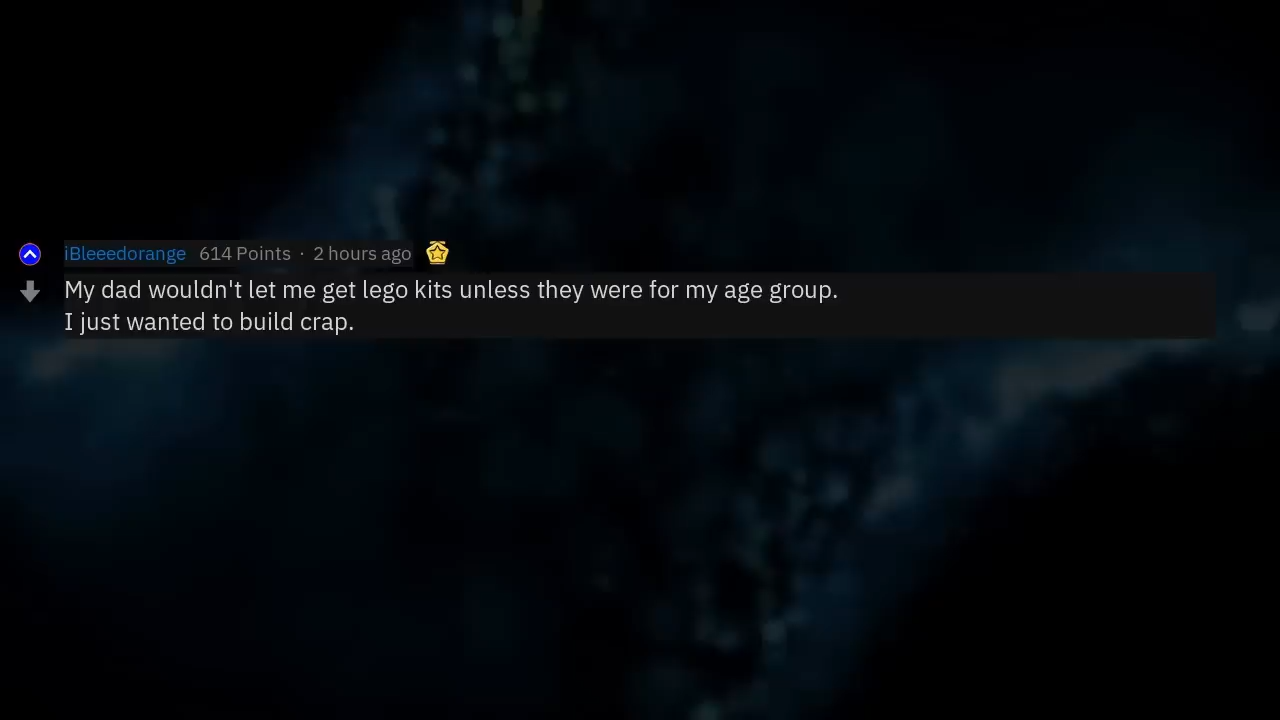 iBleeedorange 614 Points · 2 hours ago
My dad wouldn't let me get lego kits unless they were for my age group.
I just wanted to build crap.